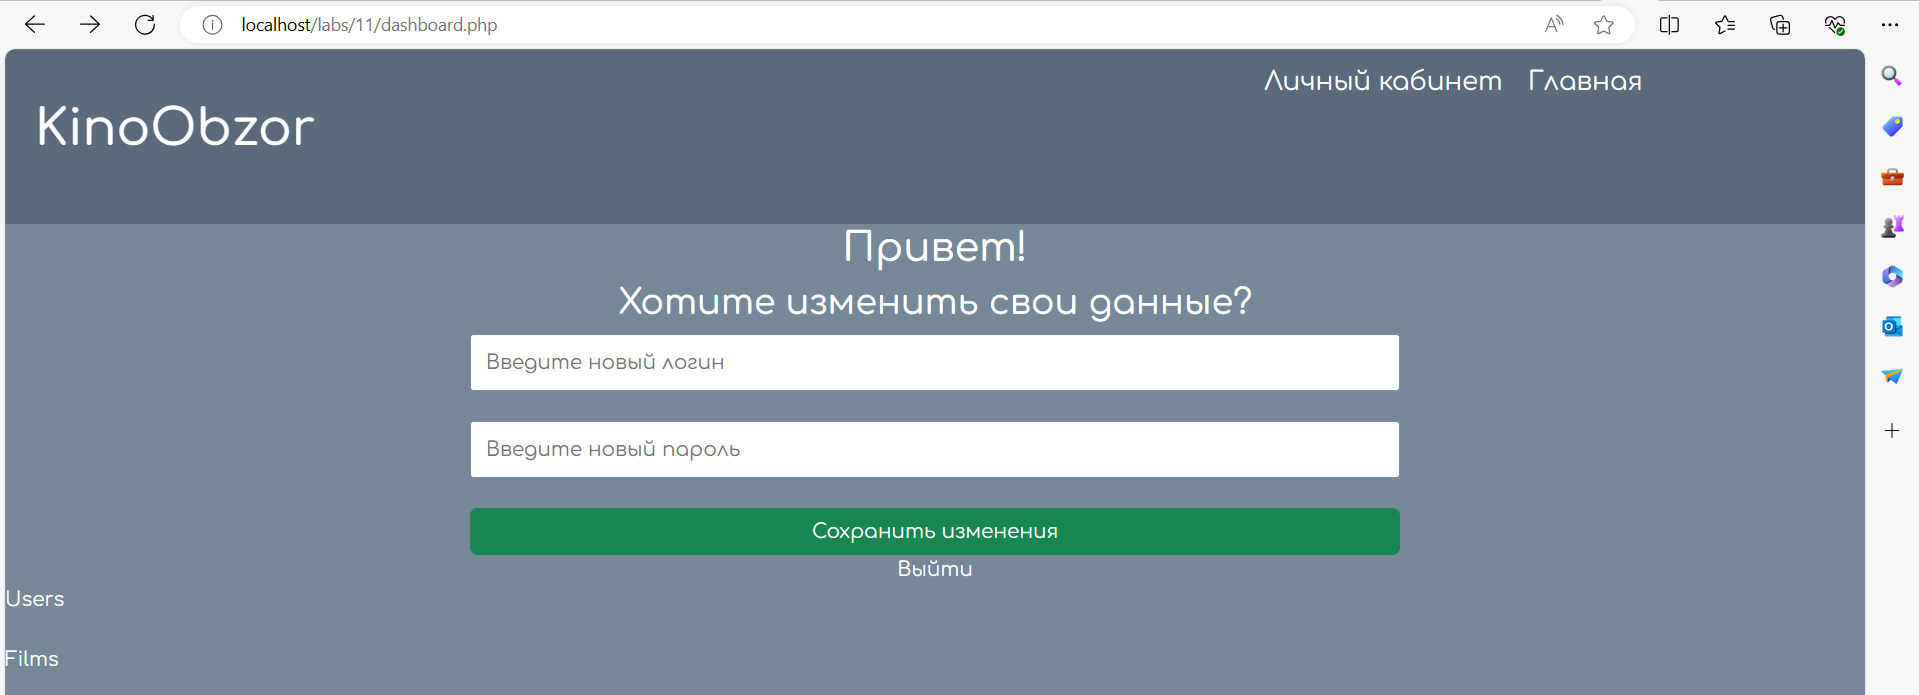 localhost/labs/11/dashboard.php
Личный кабинет Главная
KinoObzor
Привет!
Хотите изменить свои данные?
Введите новый логин
Введите новый пароль
Сохранить изменения
Выйти
Users
Films